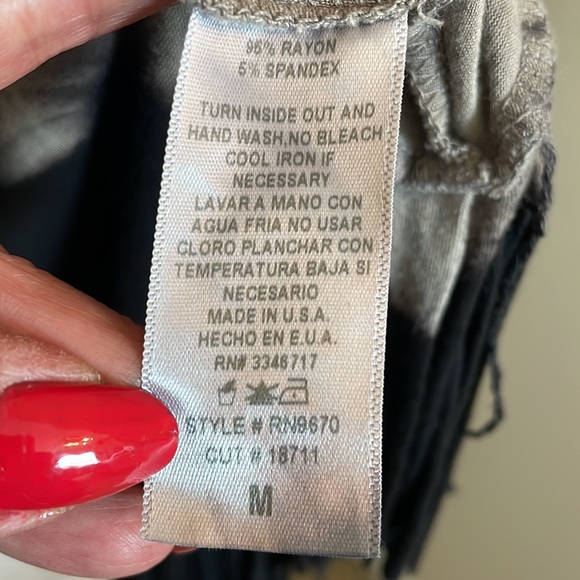 96% RAYON
5% SPANDEX
TURN INSIDE OUT AND
HAND WASH,NO BLEACH
COOL IRON IF
NECESSARY
LAVAR A MANO CON
AGUA FRIA NO USAR
CLORO PLANCHAR CON
TEMPERATURA BAJA SI
NECESARIO
MADE IN U.S.A.
HECHO EN E.U.A.
RN# 3346717
STYLE # RN9670
CUT # 18711
M